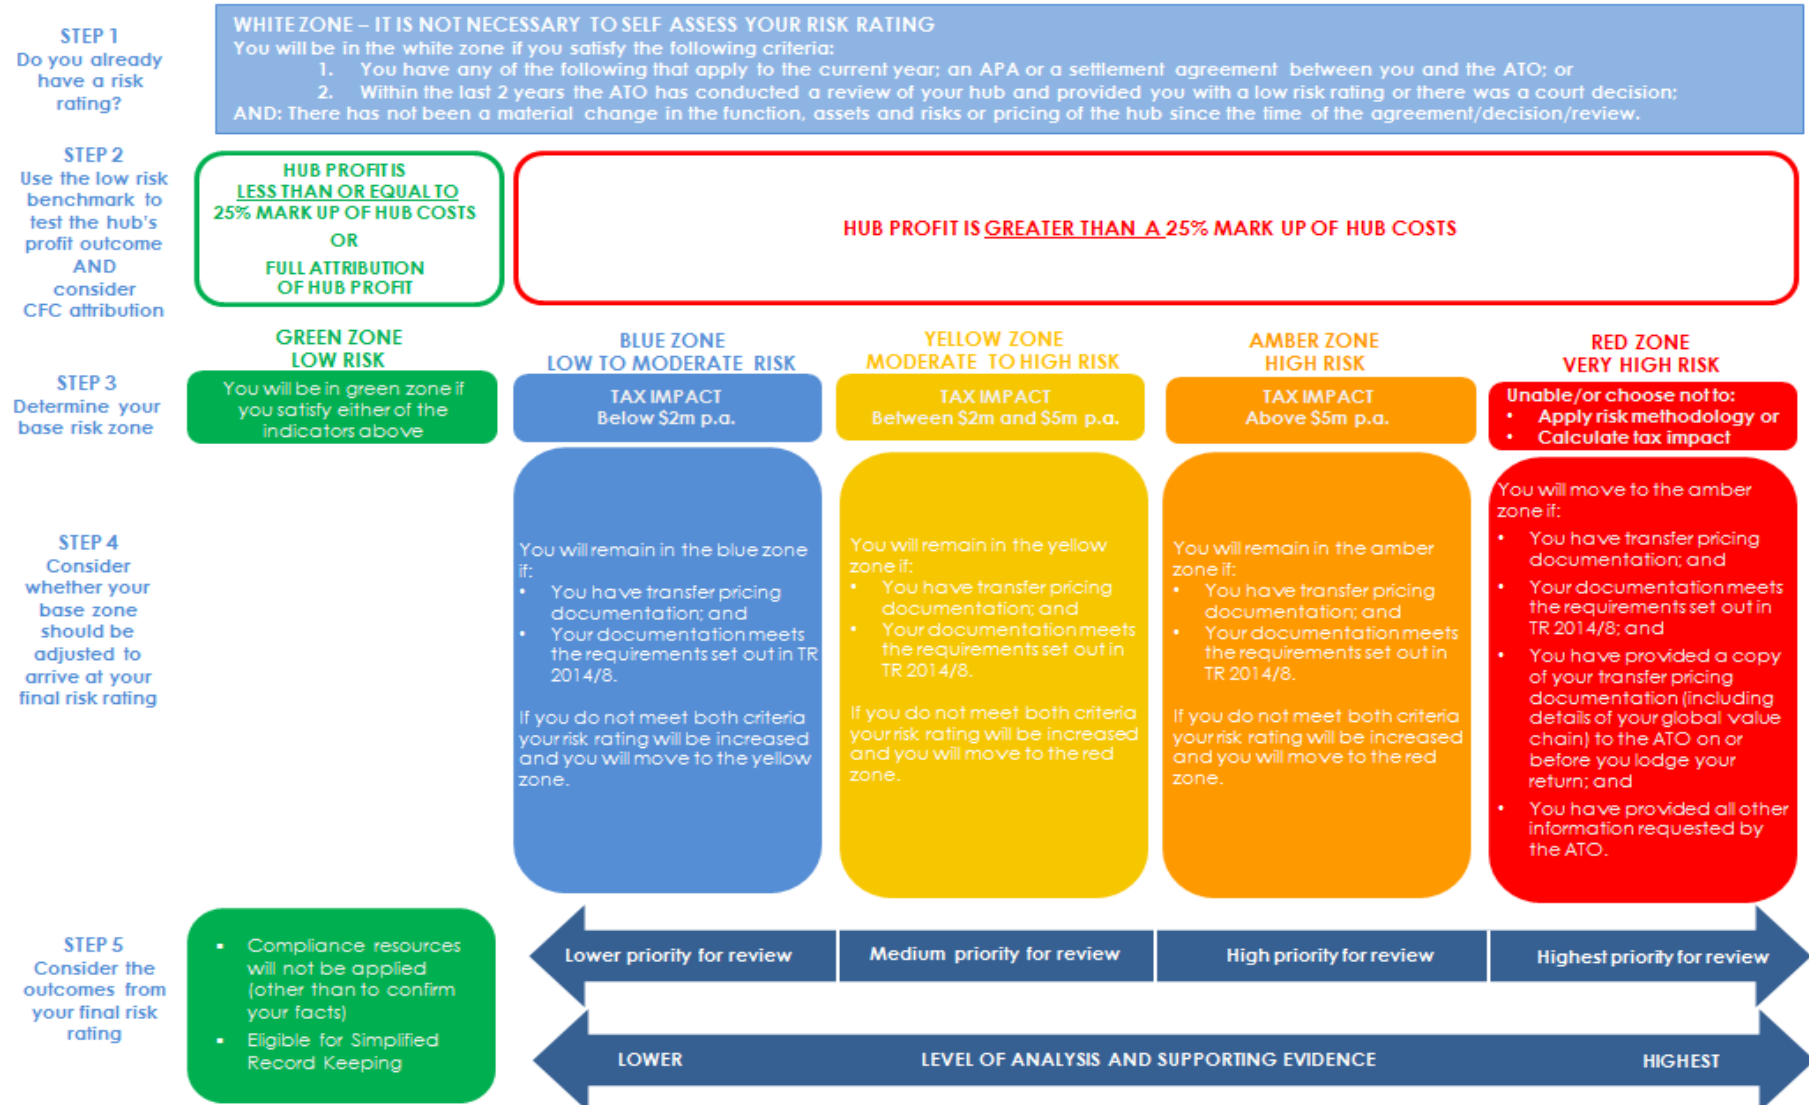 STEP 1
Do you already
have a risk
rating?
WHITE ZONE – IT IS NOT NECESSARY TO SELF ASSESS YOUR RISK RATING
You will be in the white zone if you satisfy the following criteria:
1. You have any of the following that apply to the current year; an APA or a settlement agreement between you and the ATO; or
2. Within the last 2 years the ATO has conducted a review of your hub and provided you with a low risk rating or there was a court decision;
AND: There has not been a material change in the function, assets and risks or pricing of the hub since the time of the agreement/decision/review.
STEP 2
Use the low risk
benchmark to
test the hub's
profit outcome
AND
consider
CFC attribution
HUB PROFIT IS
LESS THAN OR EQUAL TO
25% MARK UP OF HUB COSTS
OR
FULL ATTRIBUTION
OF HUB PROFIT
HUB PROFIT IS GREATER THAN A 25% MARK UP OF HUB COSTS
STEP 3
Determine your
base risk zone
GREEN ZONE
LOW RISK
You will be in green zone if
you satisfy either of the
indicators above
BLUE ZONE
LOW TO MODERATE RISK
TAX IMPACT
Below $2m p.a.
YELLOW ZONE
MODERATE TO HIGH RISK
TAX IMPACT
Between $2m and $5m p.a.
AMBER ZONE
HIGH RISK
TAX IMPACT
Above $5m p.a.
RED ZONE
VERY HIGH RISK
Unable/or choose not to:
• Apply risk methodology or
• Calculate tax impact
STEP 4
Consider
whether your
base zone
should be
adjusted to
arrive at your
final risk rating
You will remain in the blue zone
if:
• You have transfer pricing
documentation; and
• Your documentation meets
the requirements set out in TR
2014/8.
If you do not meet both criteria
your risk rating will be increased
and you will move to the yellow
zone.
You will remain in the yellow
zone if:
• You have transfer pricing
documentation; and
• Your documentation meets
the requirements set out in
TR 2014/8.
If you do not meet both criteria
your risk rating will be increased
and you will move to the red
zone.
You will remain in the amber
zone if:
• You have transfer pricing
documentation; and
• Your documentation meets
the requirements set out in
TR 2014/8.
If you do not meet both criteria
your risk rating will be increased
and you will move to the red
zone.
You will move to the amber
zone if:
• You have transfer pricing
documentation; and
• Your documentation meets
the requirements set out in
TR 2014/8; and
• You have provided a copy
of your transfer pricing
documentation (including
details of your global value
chain) to the ATO on or
before you lodge your
return; and
• You have provided all other
information requested by
the ATO.
STEP 5
Consider the
outcomes from
your final risk
rating
▪ Compliance resources
will not be applied
(other than to confirm
your facts)
▪ Eligible for Simplified
Record Keeping
Lower priority for review
Medium priority for review
High priority for review
Highest priority for review
LOWER
LEVEL OF ANALYSIS AND SUPPORTING EVIDENCE
HIGHEST